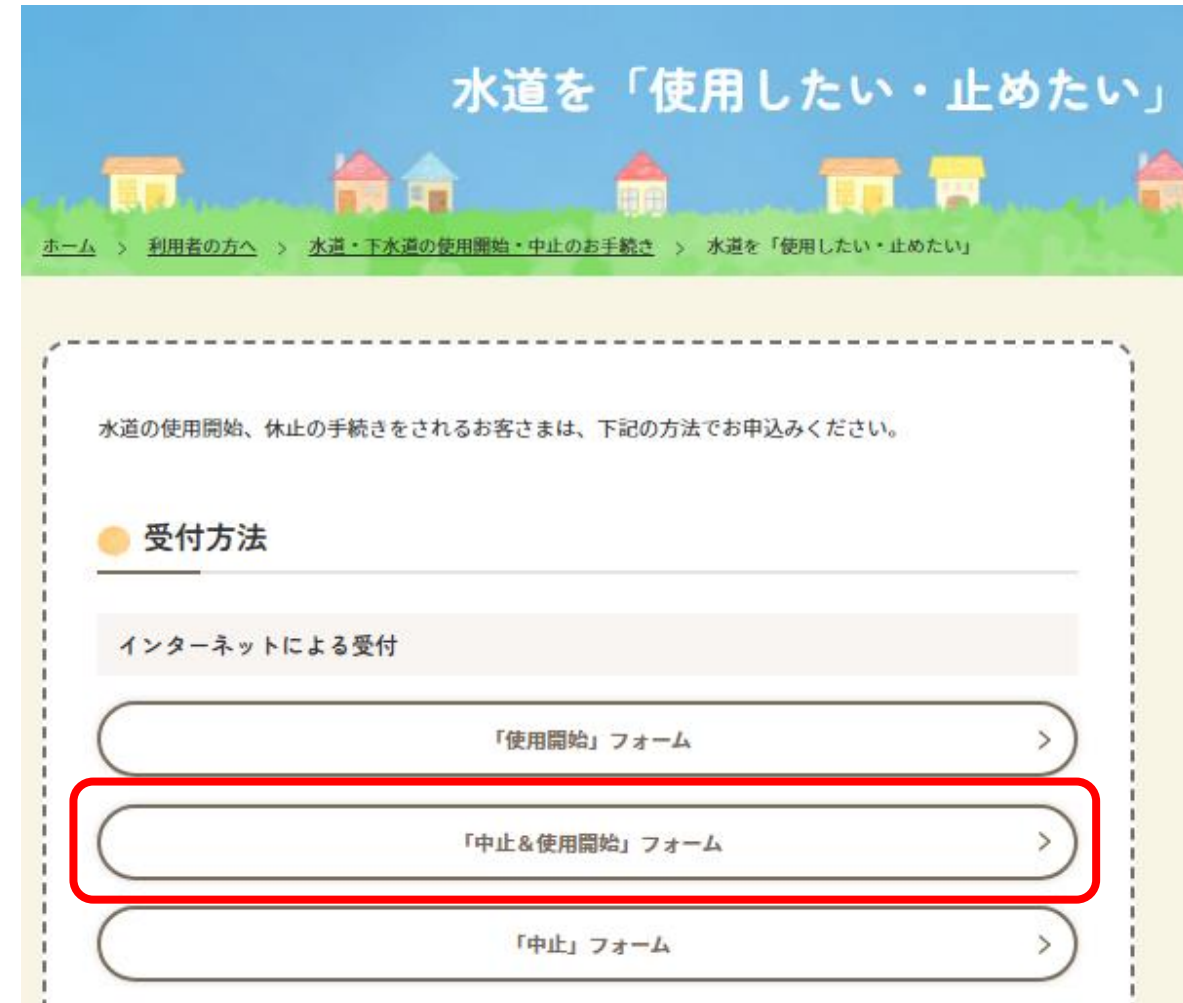 水道を「使用したい・止めたい」
ホーム > 利用者の方へ > 水道・下水道の使用開始・中止のお手続き > 水道を「使用したい・止めたい」
水道の使用開始、休止の手続きをされるお客さまは、下記の方法でお申込みください。
受付方法
インターネットによる受付
「使用開始」フォーム
「中止＆使用開始」フォーム
「中止」フォーム